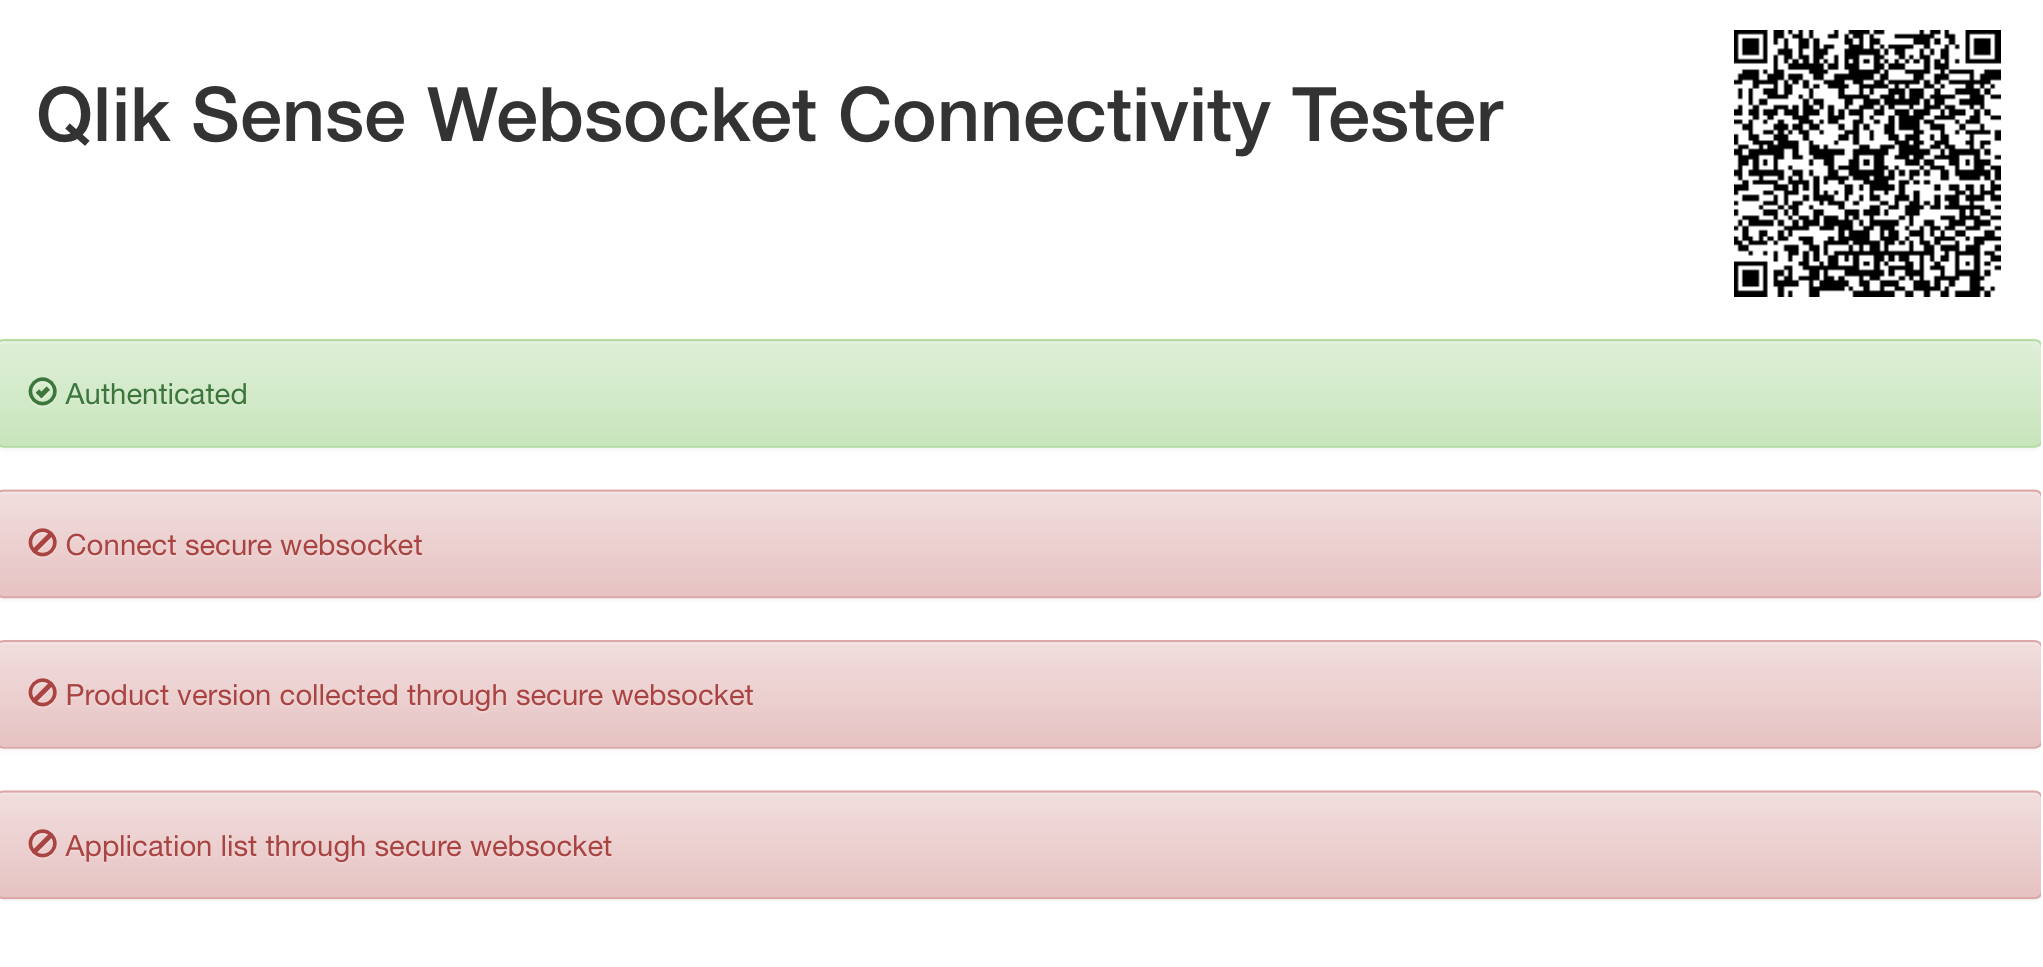 Qlik Sense Websocket Connectivity Tester
Authenticated
Connect secure websocket
Product version collected through secure websocket
Application list through secure websocket